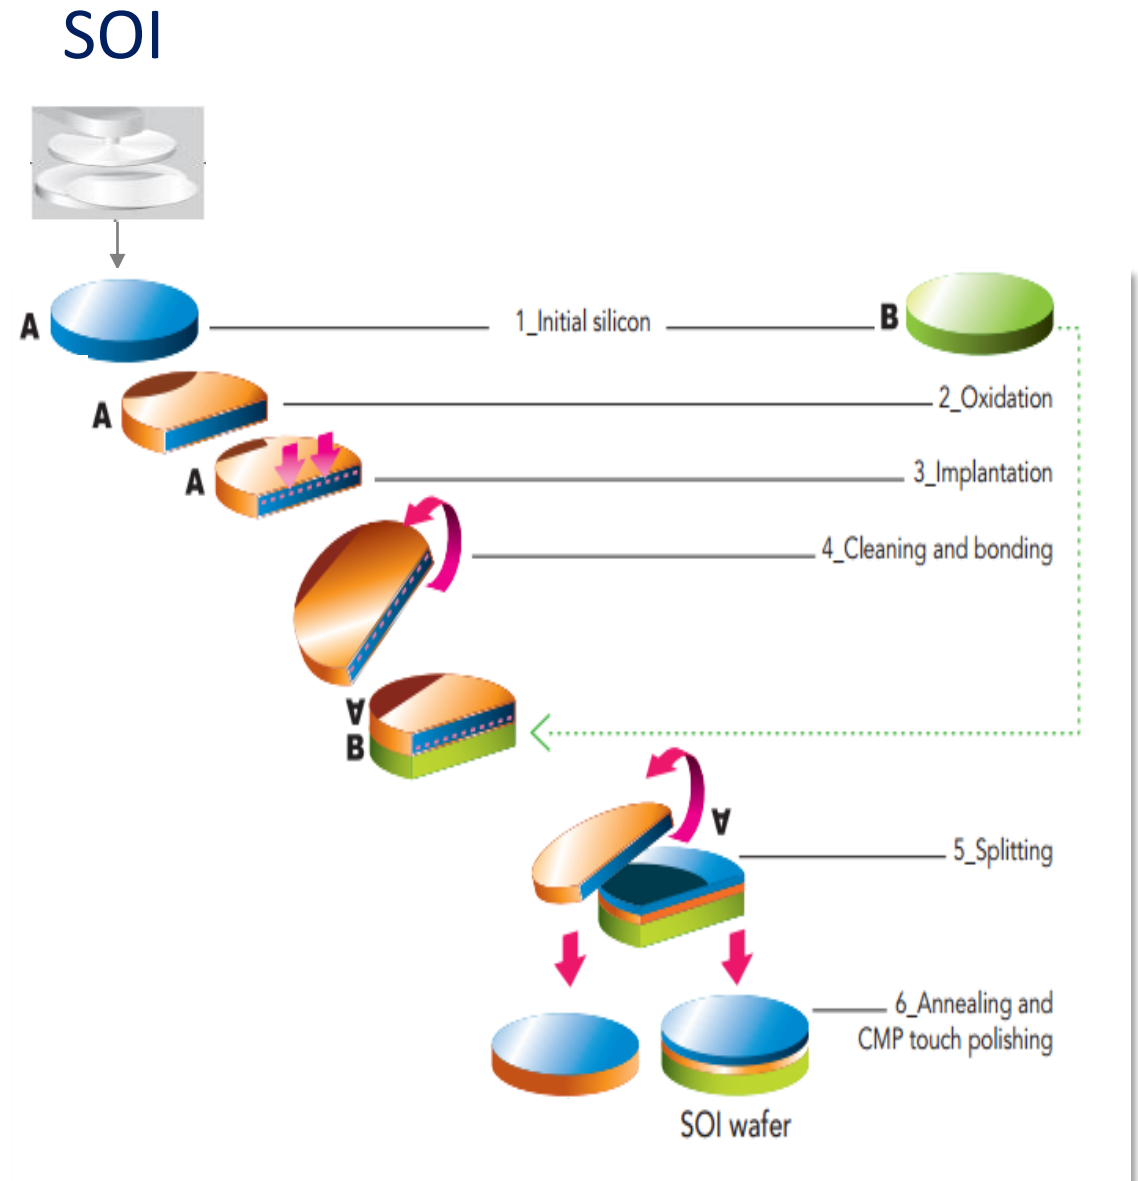 SOI
A
1_Initial silicon
B
A
2_Oxidation
A
3_Implantation
4_Cleaning and bonding
A
B
A
5_Splitting
6_Annealing and
CMP touch polishing
SOI wafer